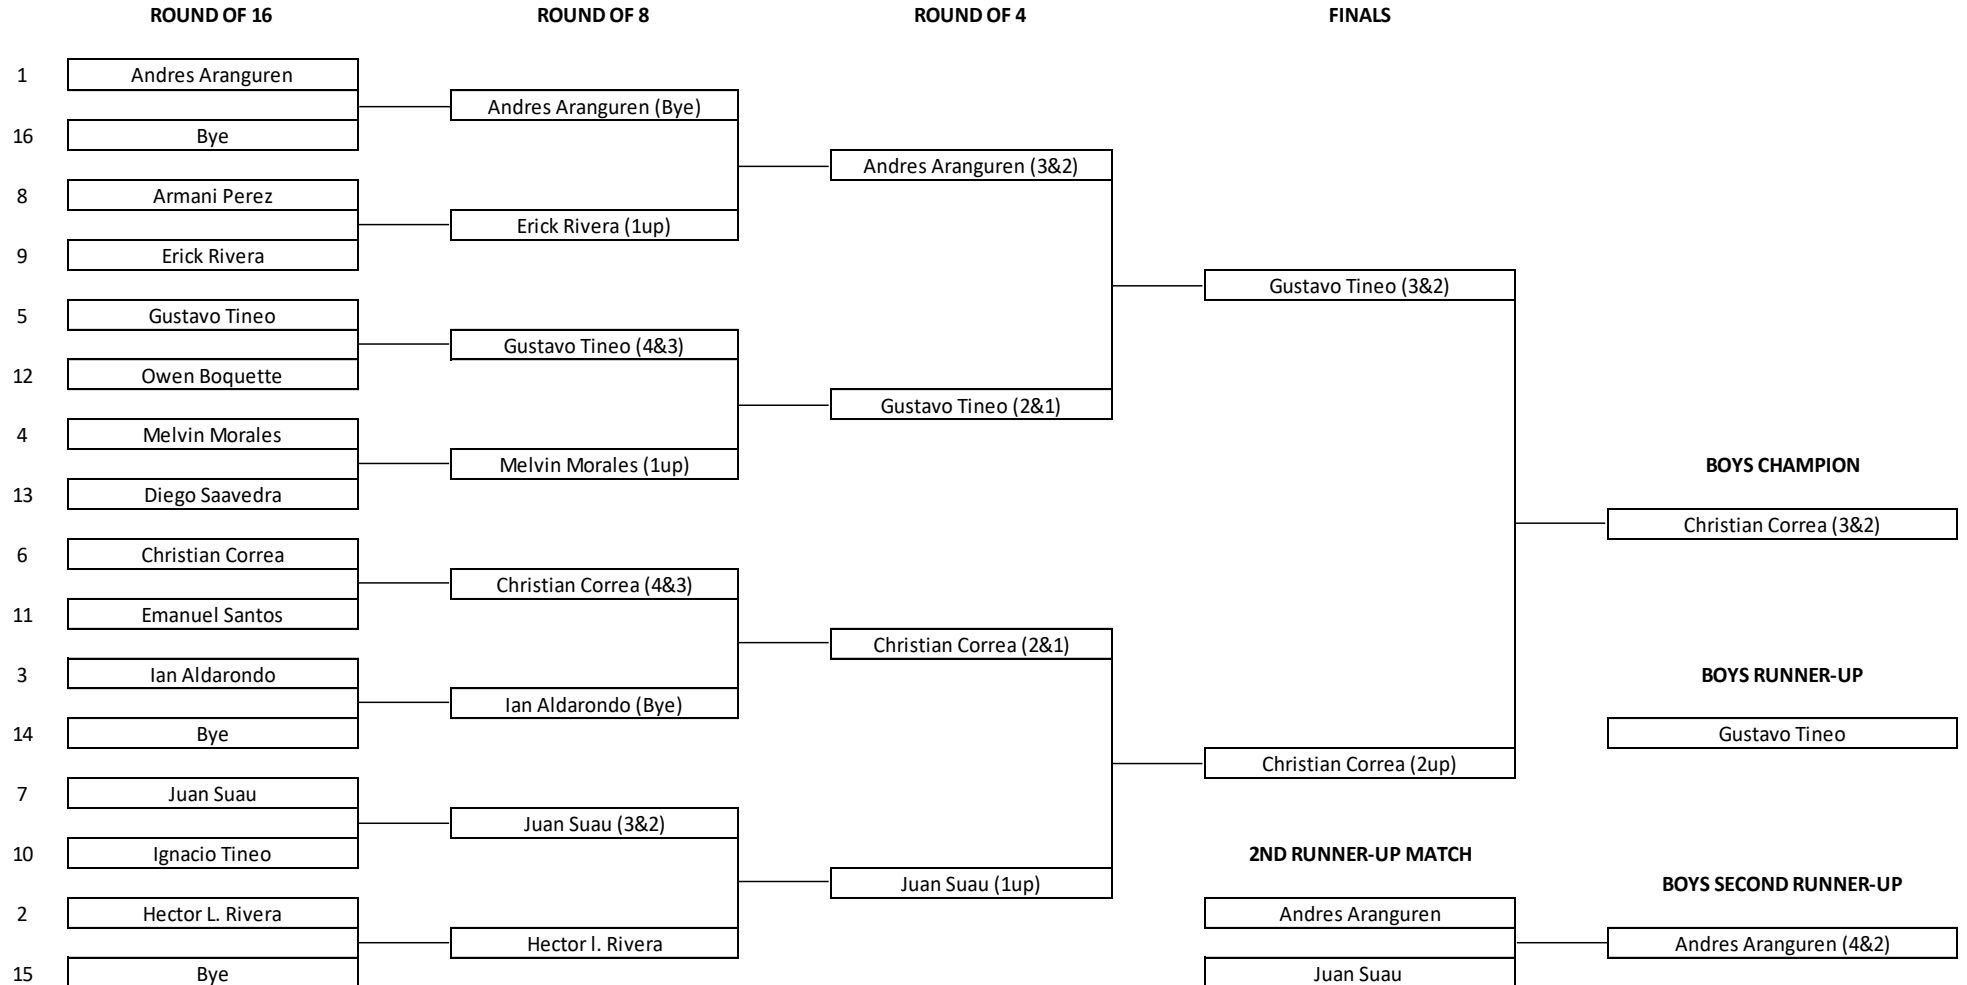 ROUND OF 16 ROUND OF 8 ROUND OF 4 FINALS
1 Andres Aranguren
Andres Aranguren (Bye)
16 Bye
Andres Aranguren (3&2)
8 Armani Perez
Erick Rivera (1up)
9 Erick Rivera
Gustavo Tineo (3&2)
5 Gustavo Tineo
Gustavo Tineo (4&3)
12 Owen Boquette
Gustavo Tineo (2&1)
4 Melvin Morales
Melvin Morales (1up) BOYS CHAMPION
13 Diego Saavedra
Christian Correa (3&2)
6 Christian Correa
Christian Correa (4&3)
11 Emanuel Santos
Christian Correa (2&1)
3 Ian Aldarondo BOYS RUNNER-UP
Ian Aldarondo (Bye)
14 Bye Gustavo Tineo
Christian Correa (2up)
7 Juan Suau
Juan Suau (3&2)
10 Ignacio Tineo 2ND RUNNER-UP MATCH
Juan Suau (1up) BOYS SECOND RUNNER-UP
2 Hector L. Rivera Andres Aranguren
Hector l. Rivera Andres Aranguren (4&2)
15 Bye Juan Suau